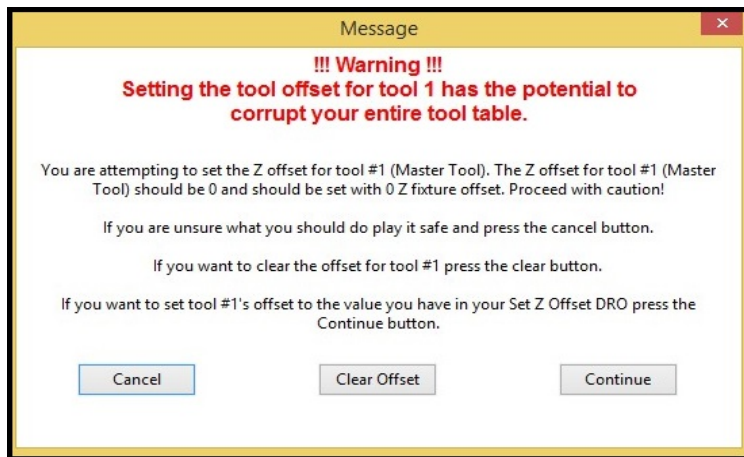 Message
!!! Warning !!!
Setting the tool offset for tool 1 has the potential to
corrupt your entire tool table.
You are attempting to set the Z offset for tool #1 (Master Tool). The Z offset for tool #1 (Master
Tool) should be 0 and should be set with 0 Z fixture offset. Proceed with caution!
If you are unsure what you should do play it safe and press the cancel button.
If you want to clear the offset for tool #1 press the clear button.
If you want to set tool #1's offset to the value you have in your Set Z Offset DRO press the
Continue button.
Cancel
Clear Offset
Continue